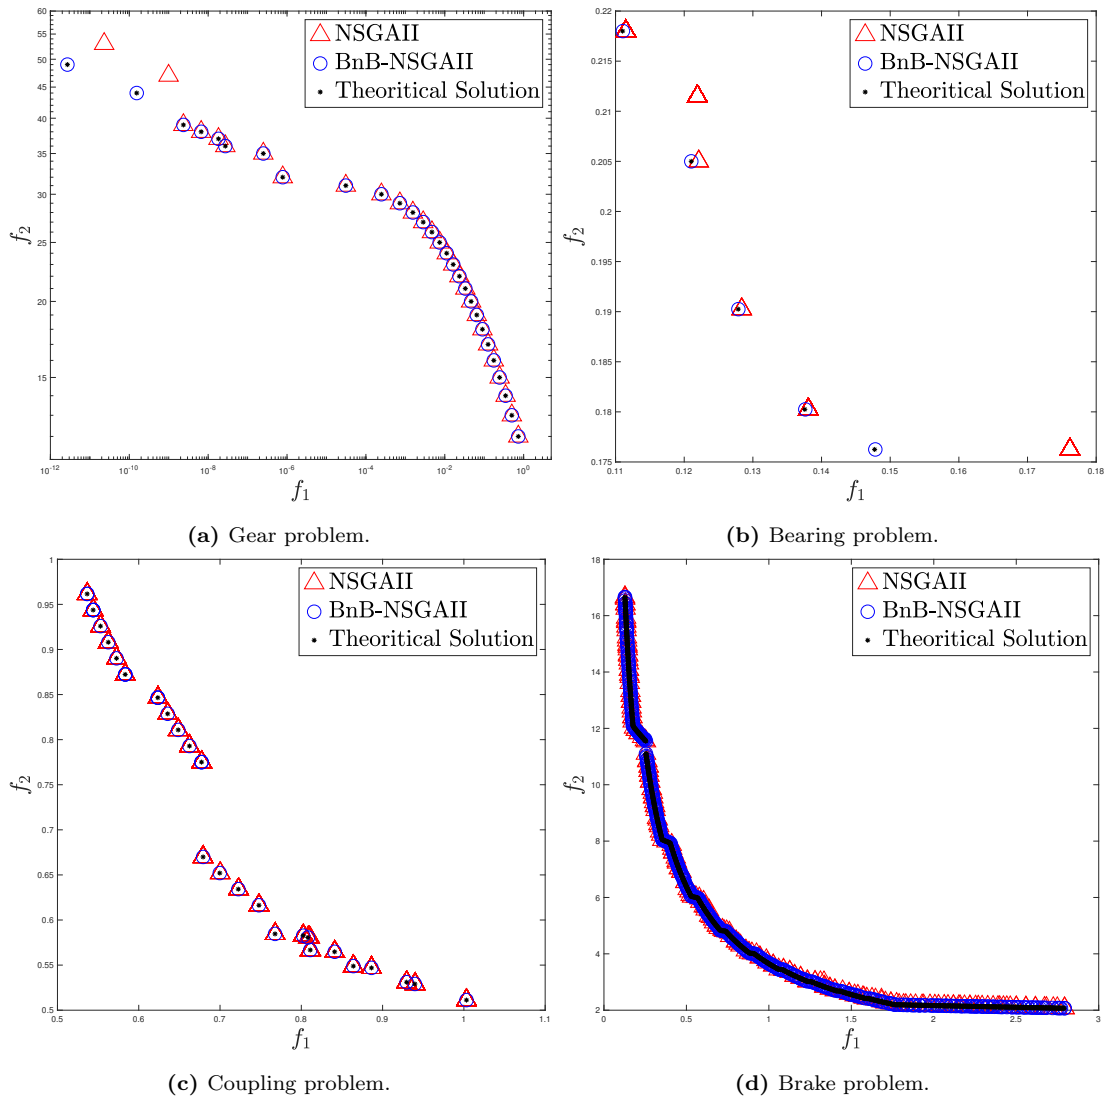 NSGAII
BnB-NSGAII
Theoritical Solution
60
55
50
45
40
35
30
25
20
15
f₂
10⁻¹² 10⁻¹⁰ 10⁻⁸ 10⁻⁶ 10⁻⁴ 10⁻² 10⁰
f₁
(a) Gear problem.
NSGAII
BnB-NSGAII
Theoritical Solution
0.22
0.215
0.21
0.205
0.2
0.195
0.19
0.185
0.18
0.175
f₂
0.11 0.12 0.13 0.14 0.15 0.16 0.17 0.18
f₁
(b) Bearing problem.
NSGAII
BnB-NSGAII
Theoritical Solution
1
0.95
0.9
0.85
0.8
0.75
0.7
0.65
0.6
0.55
0.5
f₂
0.5 0.6 0.7 0.8 0.9 1 1.1
f₁
(c) Coupling problem.
NSGAII
BnB-NSGAII
Theoritical Solution
18
16
14
12
10
8
6
4
2
f₂
0 0.5 1 1.5 2 2.5 3
f₁
(d) Brake problem.